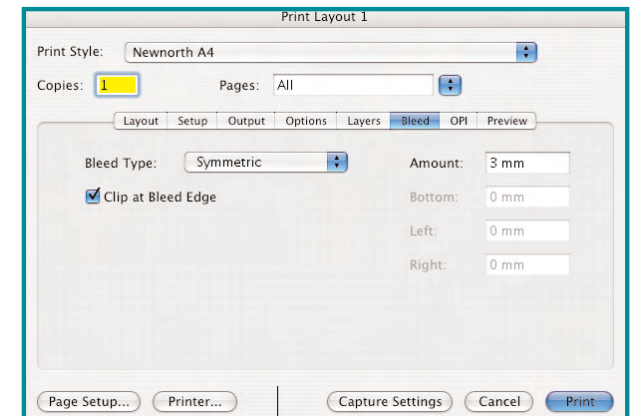 Print Layout 1
Print Style: Newnorth A4
Copies: 1 Pages: All
Layout Setup Output Options Layers Bleed OPI Preview
Bleed Type: Symmetric Amount: 3 mm
Clip at Bleed Edge Bottom: 0 mm
Left: 0 mm
Right: 0 mm
Page Setup... Printer... Capture Settings Cancel Print